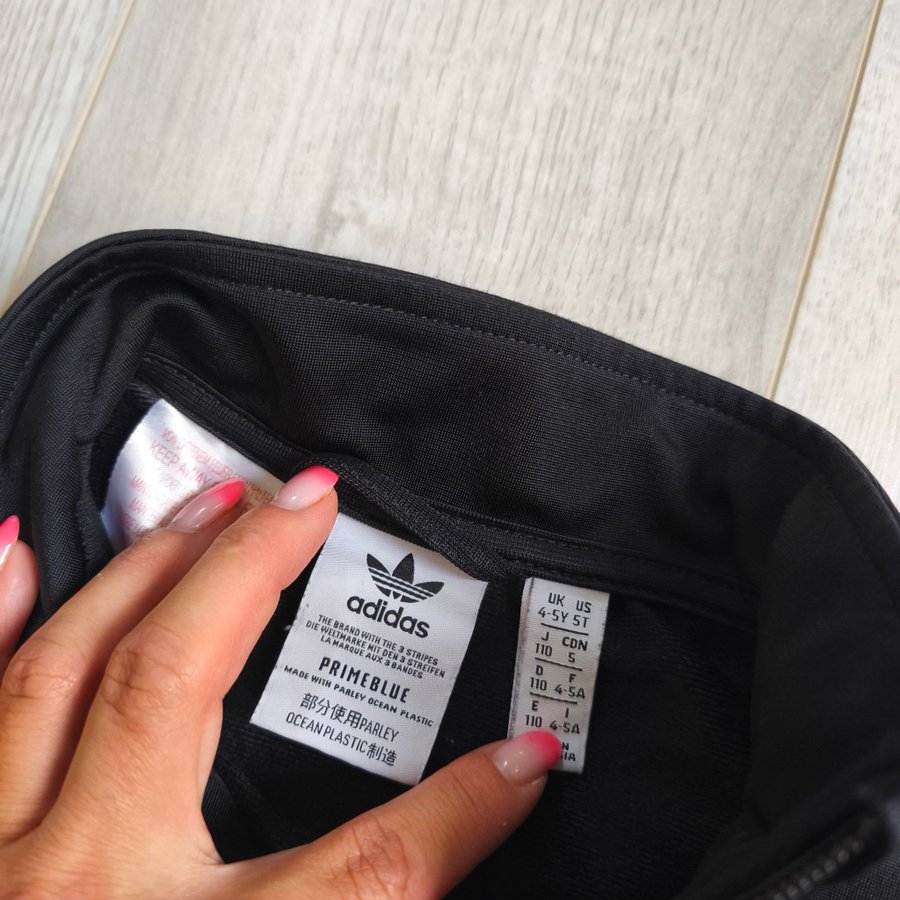 KEEP AWAY
adidas
THE BRAND WITH THE 3 STRIPES
DIE WELTMARKE MIT DEN 3 STREIFEN
LA MARQUE AUX 3 BANDES
PRIMEBLUE
MADE WITH PARLEY OCEAN PLASTIC
部分使用PARLEY
OCEAN PLASTIC制造
UK US
4-5Y 5T
J CDN
110 5
D F
110 4-5A
E I
110 4-5A